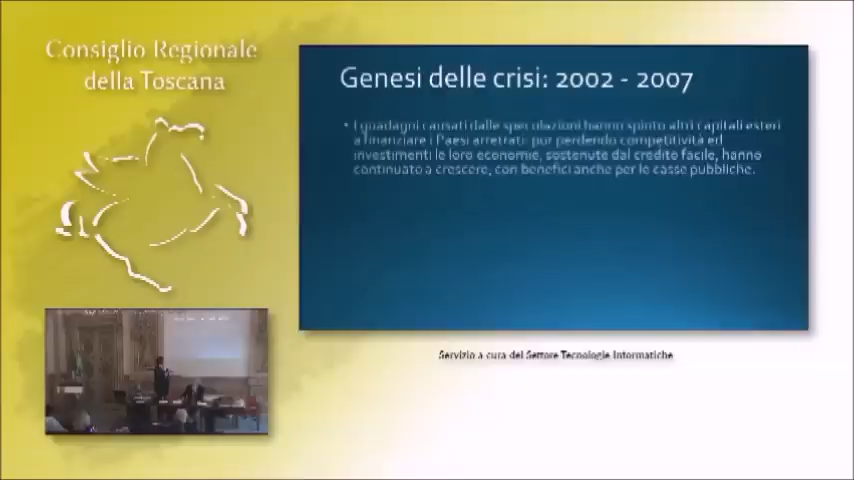 Consiglio Regionale
della Toscana
Genesi delle crisi: 2002 - 2007
• I guadagni causati dalle speculazioni hanno spinto altri capitali esteri
a finanziare i Paesi arretrati: pur perdendo competitività ed
investimenti le loro economie, sostenute dal credito facile, hanno
continuato a crescere, con benefici anche per le casse pubbliche.
Servizio a cura del Settore Tecnologie Informatiche